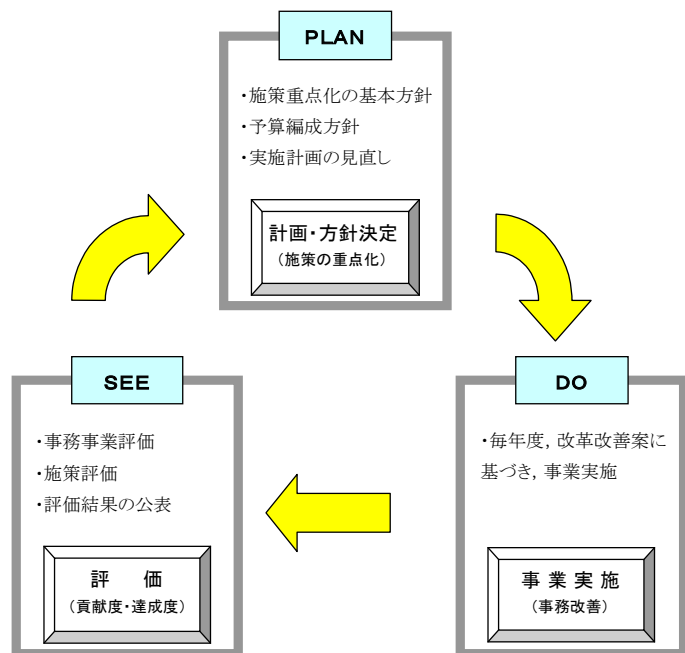 PLAN
・施策重点化の基本方針
・予算編成方針
・実施計画の見直し
計画・方針決定
（施策の重点化）
DO
・毎年度，改革改善案に
基づき，事業実施
事 業 実 施
（事務改善）
SEE
・事務事業評価
・施策評価
・評価結果の公表
評　価
（貢献度・達成度）